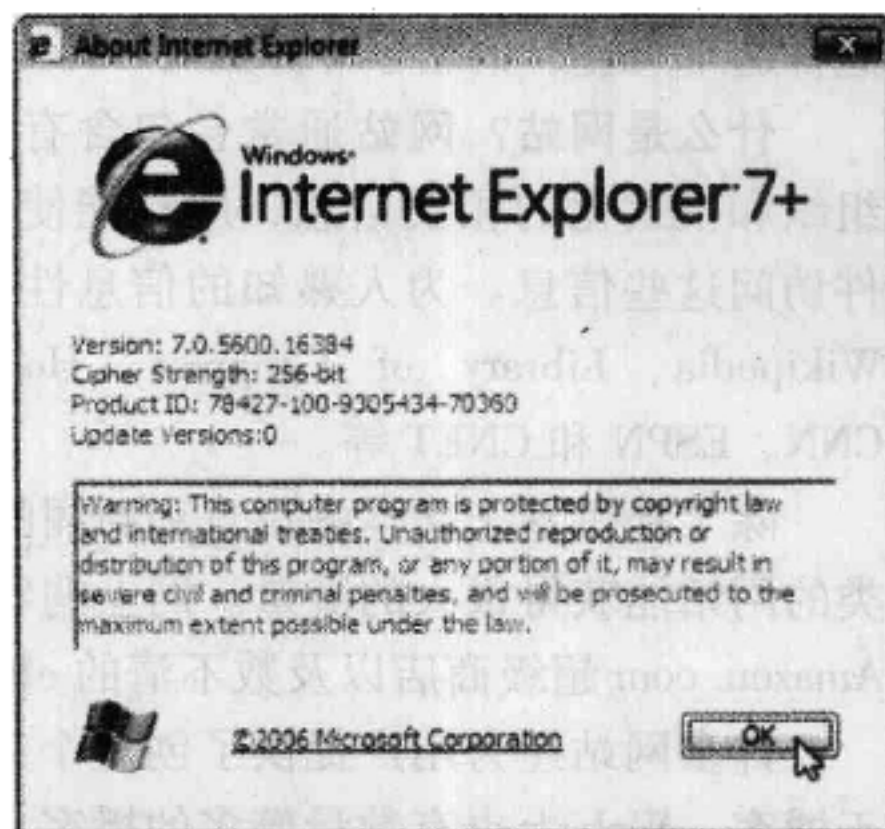 About Internet Explorer
Windows
Internet Explorer 7+
Version: 7.0.5600.16384
Cipher Strength: 256-bit
Product ID: 78427-100-9305434-70360
Update Versions:0
Warning: This computer program is protected by copyright law
and international treaties. Unauthorized reproduction or
distribution of this program, or any portion of it, may result in
severe civil and criminal penalties, and will be prosecuted to the
maximum extent possible under the law.
©2006 Microsoft Corporation
OK